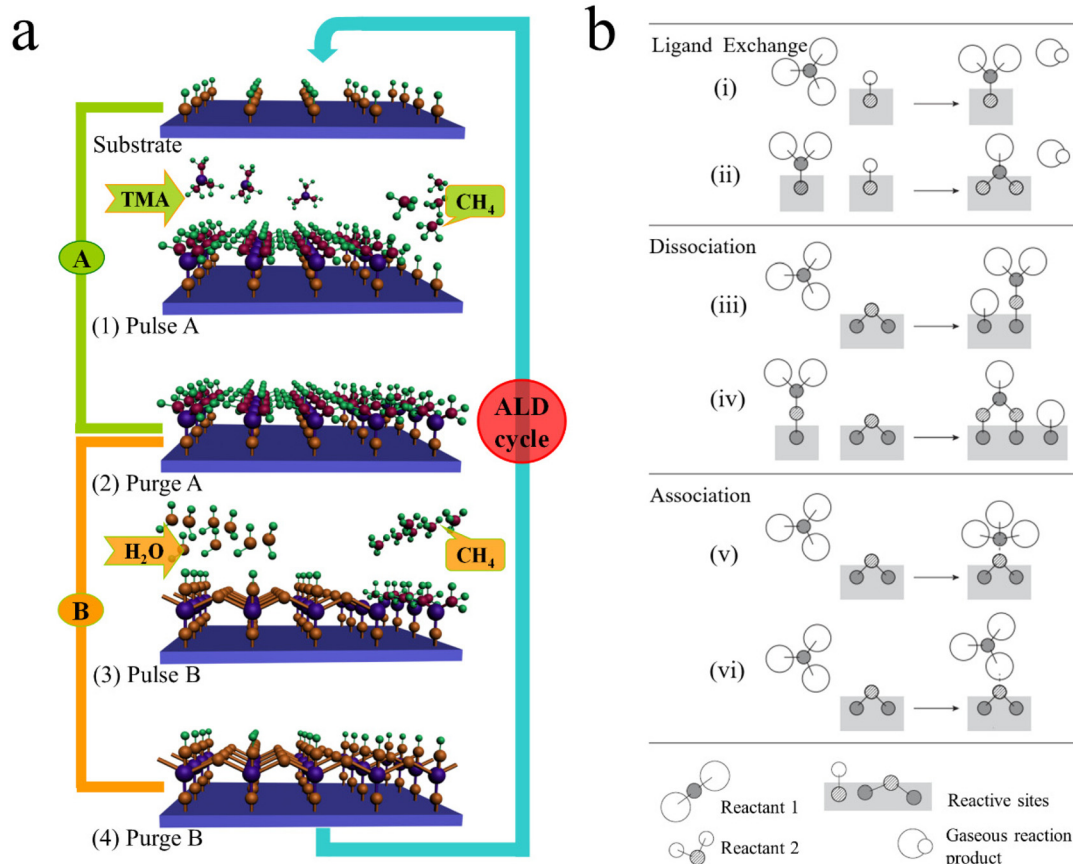 a
Substrate
TMA
CH₄
A
(1) Pulse A
ALD
cycle
(2) Purge A
H₂O
CH₄
B
(3) Pulse B
(4) Purge B
b
Ligand Exchange
(i)
(ii)
Dissociation
(iii)
(iv)
Association
(v)
(vi)
Reactant 1
Reactive sites
Reactant 2
Gaseous reaction
product